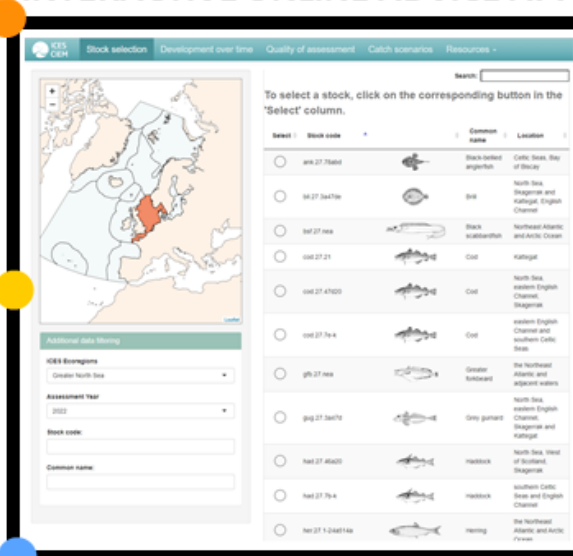 ICES
CIEM
Stock selection Development over time Quality of assessment Catch scenarios Resources
+
−
Leaflet
Additional data filtering
ICES Ecoregions
Greater North Sea
Assessment Year
2022
Stock code:
Common name:
Search:
To select a stock, click on the corresponding button in the
'Select' column.
Select Stock code Common name Location
ank.27.78abd Black-bellied anglerfish Celtic Seas, Bay of Biscay
bll.27.3a47de Brill North Sea, Skagerrak and Kattegat, English Channel
bsf.27.nea Black scabbardfish Northeast Atlantic and Arctic Ocean
cod.27.21 Cod Kattegat
cod.27.47d20 Cod North Sea, eastern English Channel, Skagerrak
cod.27.7e-k Cod eastern English Channel and southern Celtic Seas
gfb.27.nea Greater forkbeard the Northeast Atlantic and adjacent waters
gug.27.3a47d Grey gurnard North Sea, eastern English Channel, Skagerrak and Kattegat
had.27.46a20 Haddock North Sea, West of Scotland, Skagerrak
had.27.7b-k Haddock southern Celtic Seas and English Channel
her.27.1-24a514a Herring the Northeast Atlantic and Arctic Ocean